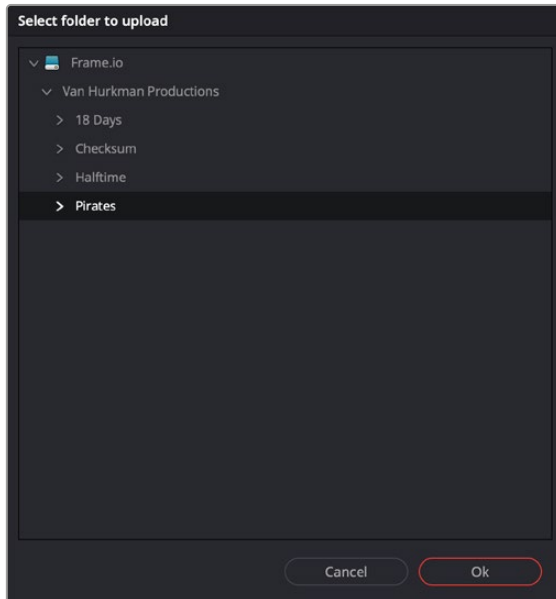 Select folder to upload
Frame.io
Van Hurkman Productions
18 Days
Checksum
Halftime
Pirates
Cancel
Ok